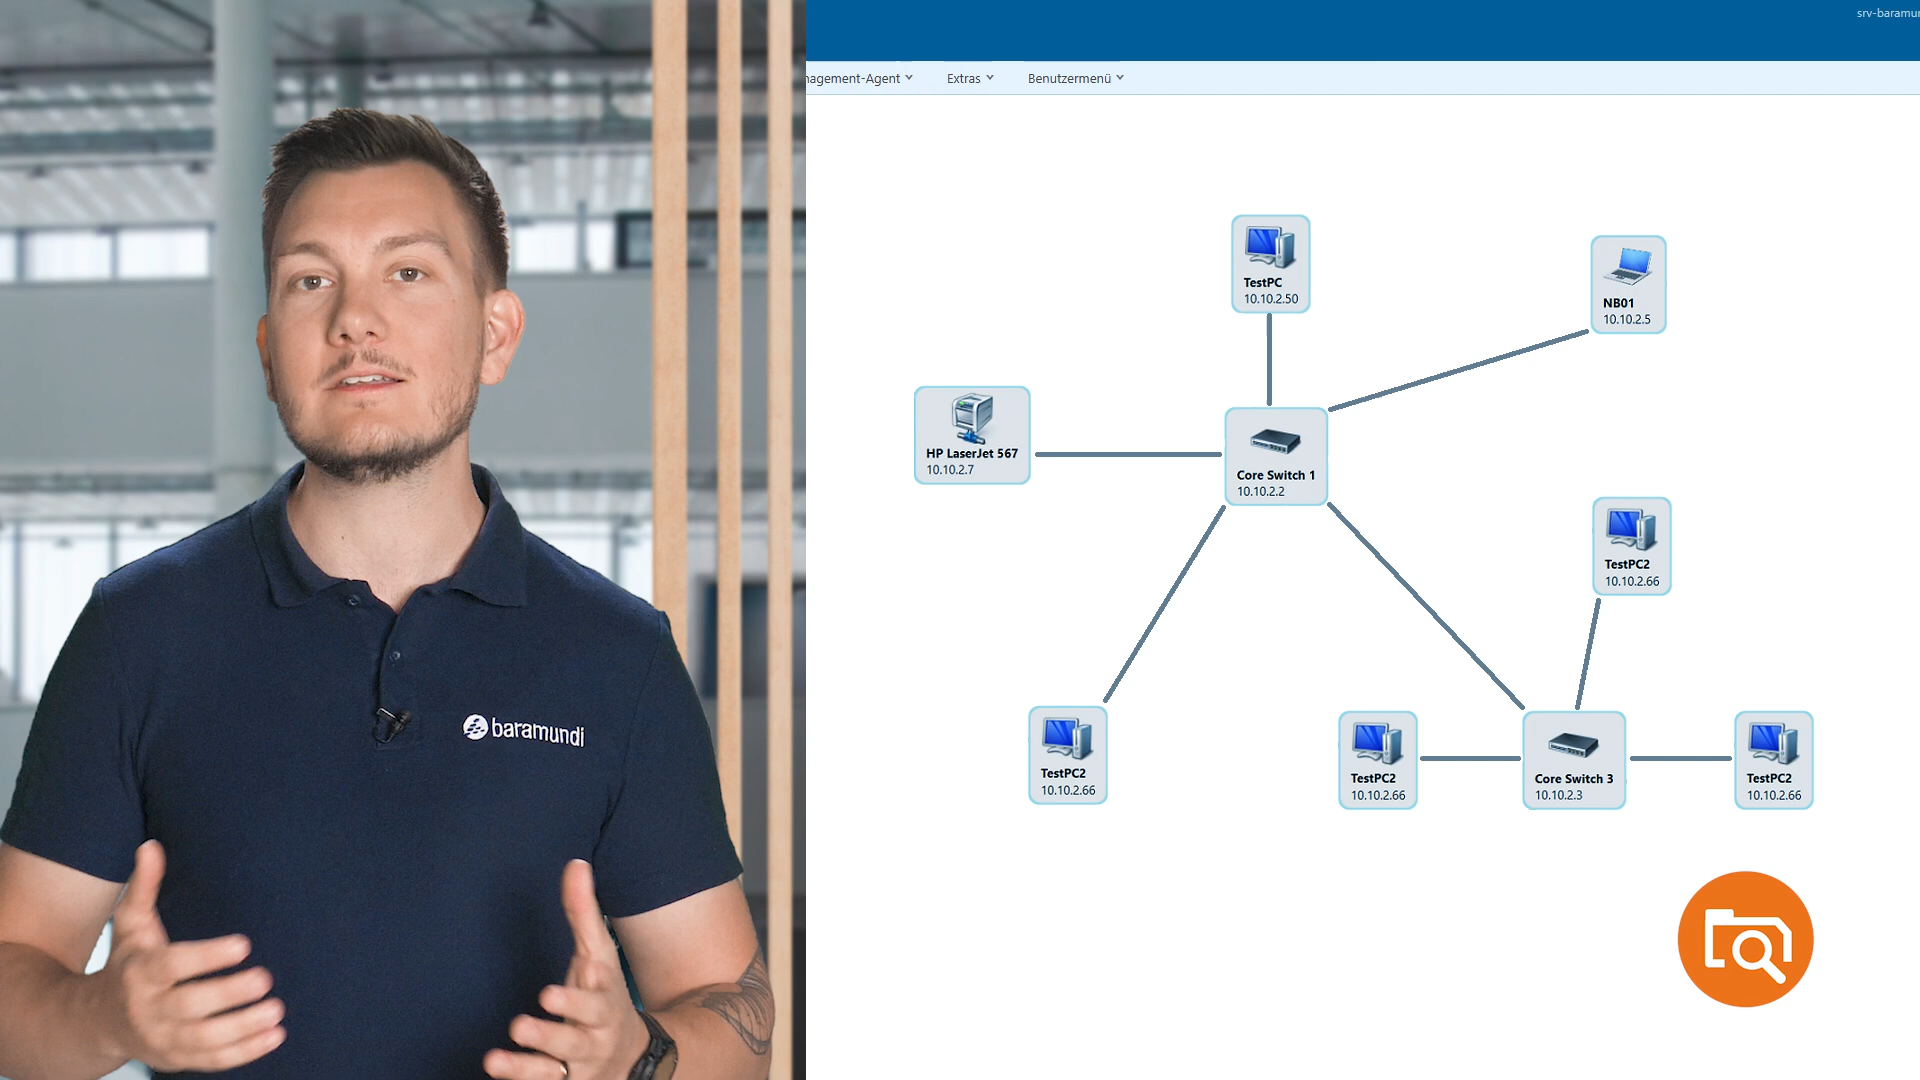 srv-baramun
nagement-Agent
Extras
Benutzermenü
TestPC
10.10.2.50
NB01
10.10.2.5
HP LaserJet 567
10.10.2.7
Core Switch 1
10.10.2.2
TestPC2
10.10.2.66
TestPC2
10.10.2.66
TestPC2
10.10.2.66
Core Switch 3
10.10.2.3
TestPC2
10.10.2.66
baramundi